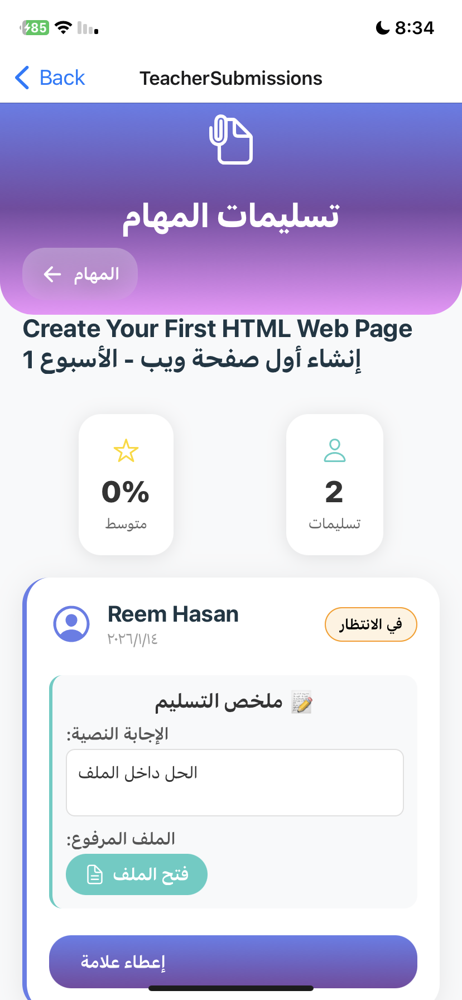 85
8:34
Back
TeacherSubmissions
تسليمات المهام
المهام
Create Your First HTML Web Page
إنشاء أول صفحة ويب - الأسبوع 1
0%
متوسط
2
تسليمات
Reem Hasan
٢٠٢٦/١/١٤
في الانتظار
ملخص التسليم
الإجابة النصية:
الحل داخل الملف
الملف المرفوع:
فتح الملف
إعطاء علامة